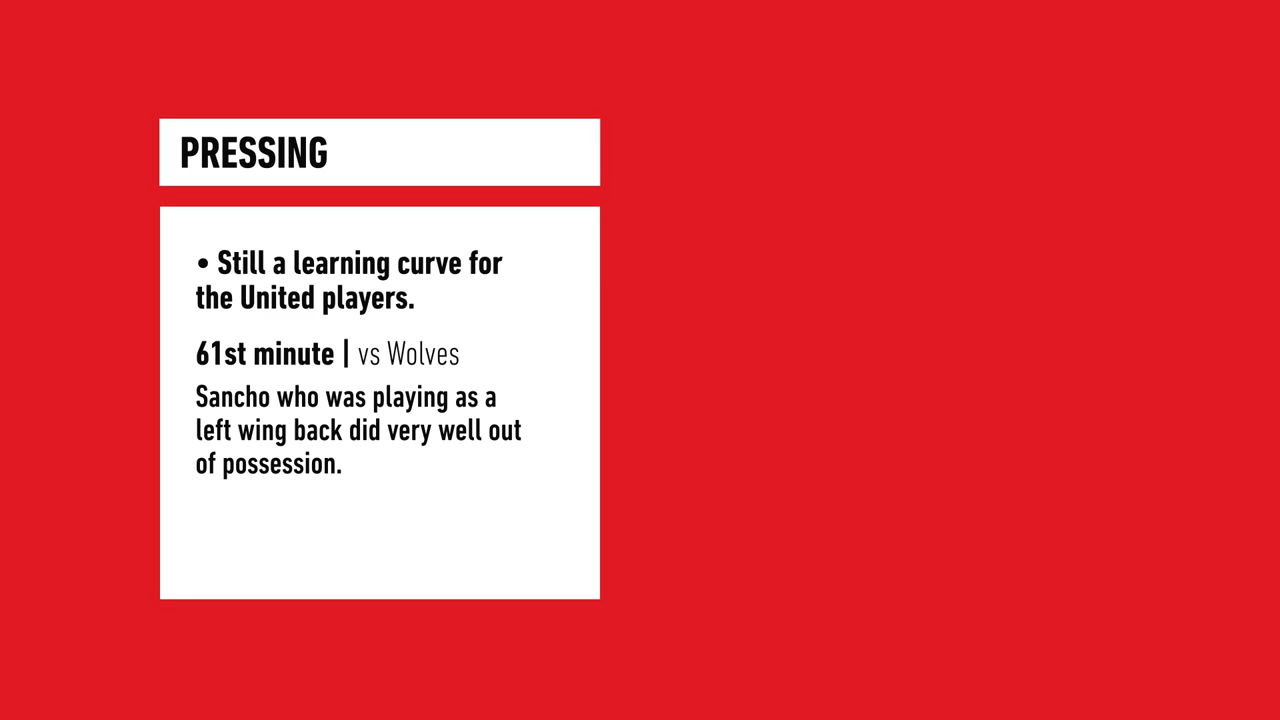 PRESSING
• Still a learning curve for
the United players.
61st minute | vs Wolves
Sancho who was playing as a
left wing back did very well out
of possession.